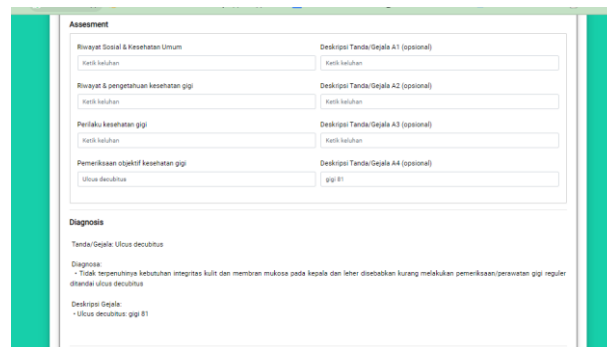 Assesment
Riwayat Sosial & Kesehatan Umum
Deskripsi Tanda/Gejala A1 (opsional)
Ketik keluhan
Ketik keluhan
Riwayat & pengetahuan kesehatan gigi
Deskripsi Tanda/Gejala A2 (opsional)
Ketik keluhan
Ketik keluhan
Perilaku kesehatan gigi
Deskripsi Tanda/Gejala A3 (opsional)
Ketik keluhan
Ketik keluhan
Pemeriksaan objektif kesehatan gigi
Deskripsi Tanda/Gejala A4 (opsional)
Ulcus decubitus
gigi 81
Diagnosis
Tanda/Gejala: Ulcus decubitus
Diagnosa:
• Tidak terpenuhinya kebutuhan integritas kulit dan membran mukosa pada kepala dan leher disebabkan kurang melakukan pemeriksaan/perawatan gigi reguler
ditandai ulcus decubitus
Deskripsi Gejala:
• Ulcus decubitus: gigi 81